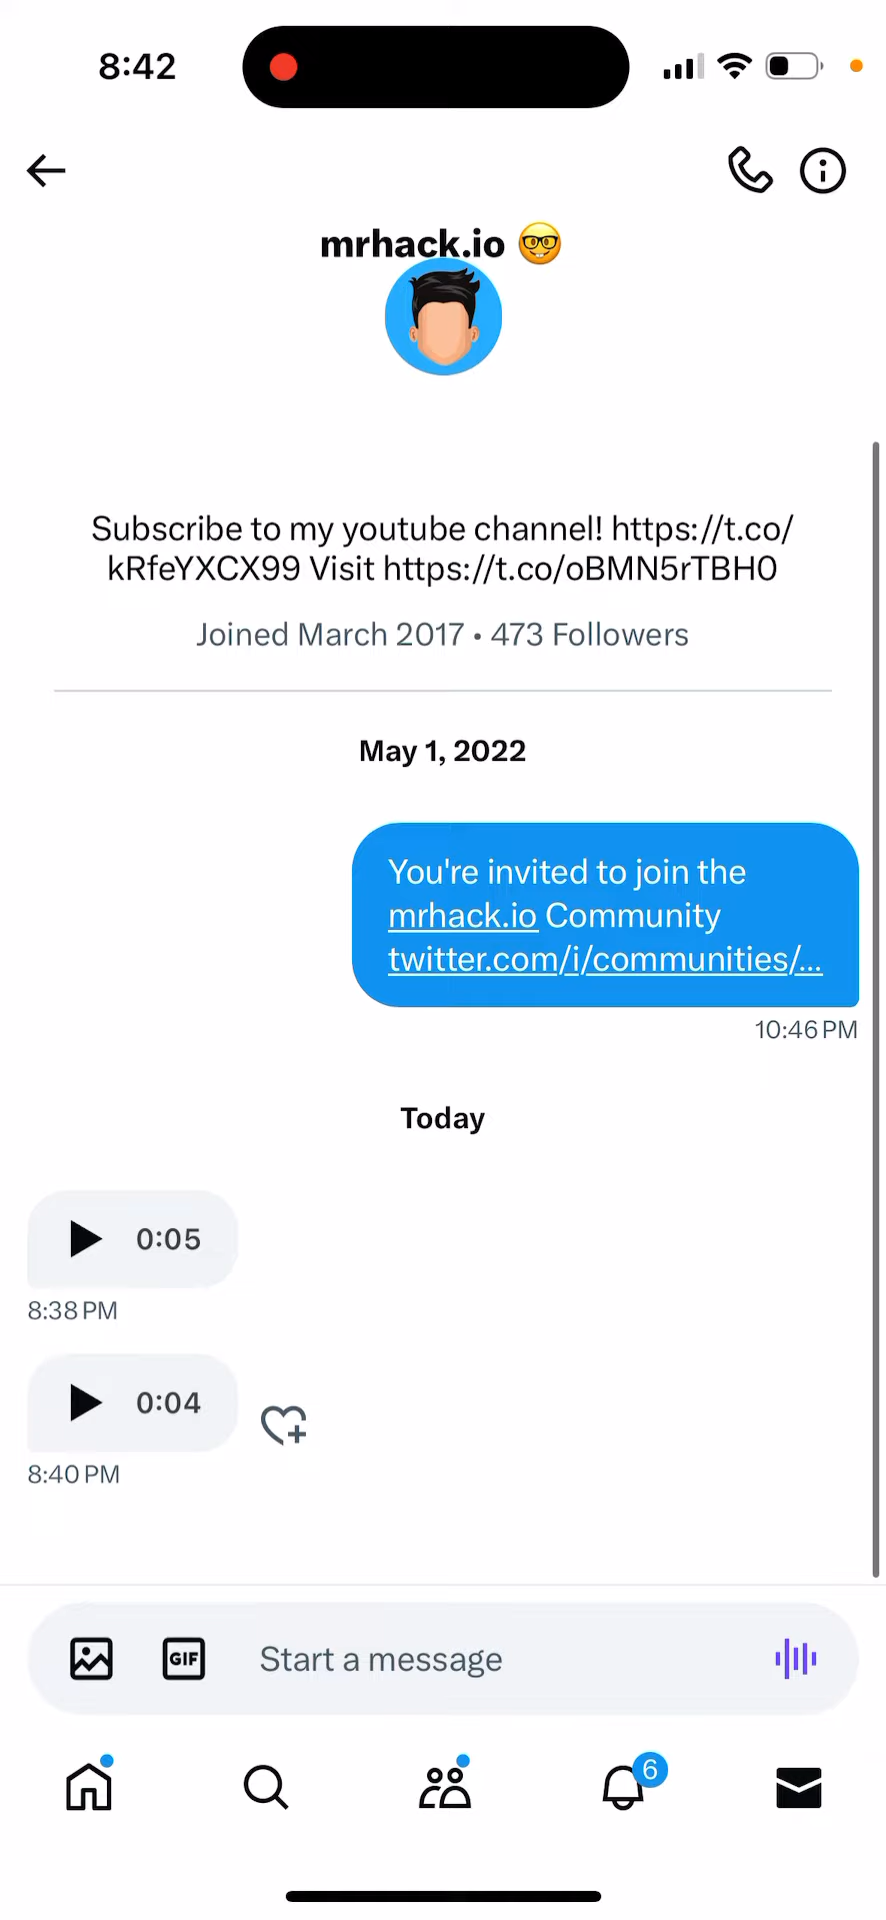 8:42
mrhack.io 🤓
Subscribe to my youtube channel! https://t.co/
kRfeYXCX99 Visit https://t.co/oBMN5rTBH0
Joined March 2017 • 473 Followers
May 1, 2022
You're invited to join the
mrhack.io Community
twitter.com/i/communities/...
10:46 PM
Today
0:05
8:38 PM
0:04
8:40 PM
GIF
Start a message
6